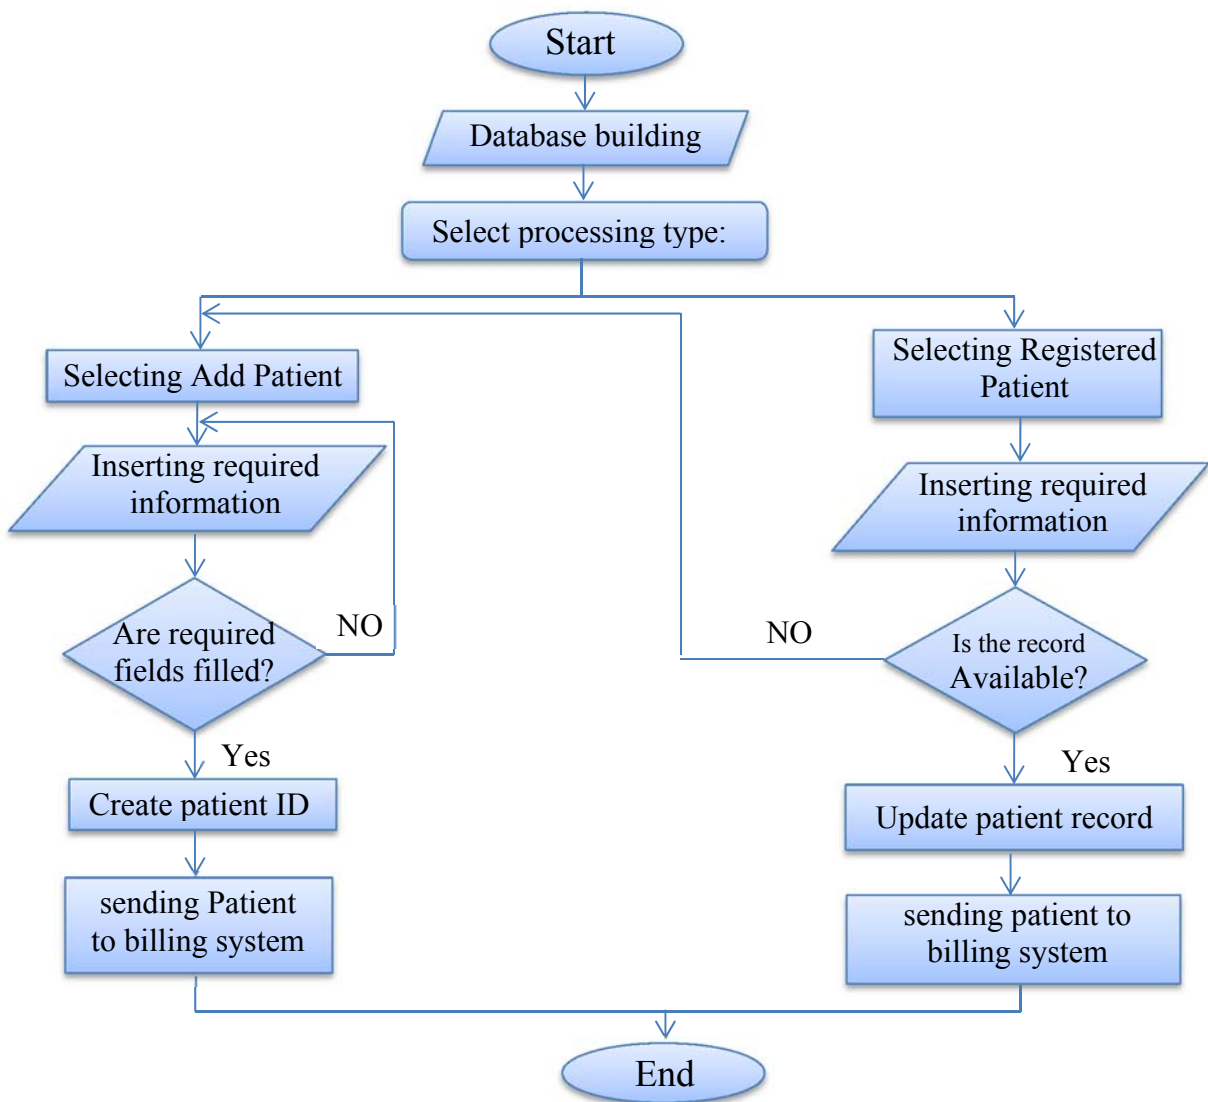 Start
Database building
Select processing type:
Selecting Add Patient
Selecting Registered
Patient
Inserting required
information
Inserting required
information
Are required
fields filled?
NO
NO
Is the record
Available?
Yes
Yes
Create patient ID
Update patient record
sending Patient
to billing system
sending patient to
billing system
End